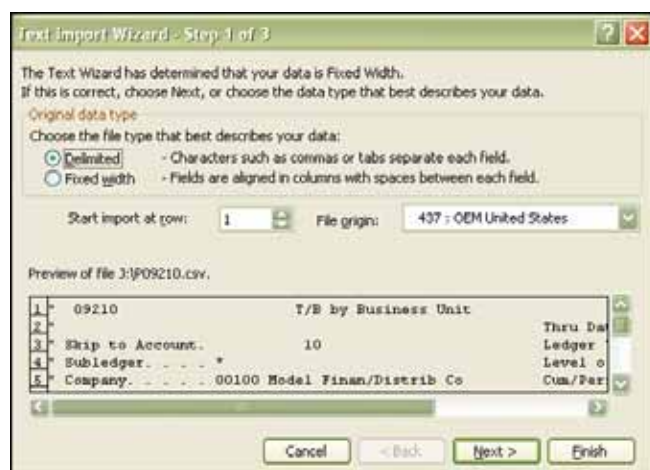 Text Import Wizard - Step 1 of 3
The Text Wizard has determined that your data is Fixed Width.
If this is correct, choose Next, or choose the data type that best describes your data.
Original data type
Choose the file type that best describes your data:
Delimited - Characters such as commas or tabs separate each field.
Fixed width - Fields are aligned in columns with spaces between each field.
Start import at row: 1 File origin: 437 : OEM United States
Preview of file J:\P09210.csv.
1 " 09210 T/B by Business Unit
2 " Thru Da
3 " Skip to Account. 10 Ledger
4 " Subledger. . . . * Level o
5 " Company. . . . . 00100 Model Finan/Distrib Co Cum/Per
Cancel < Back Next > Finish